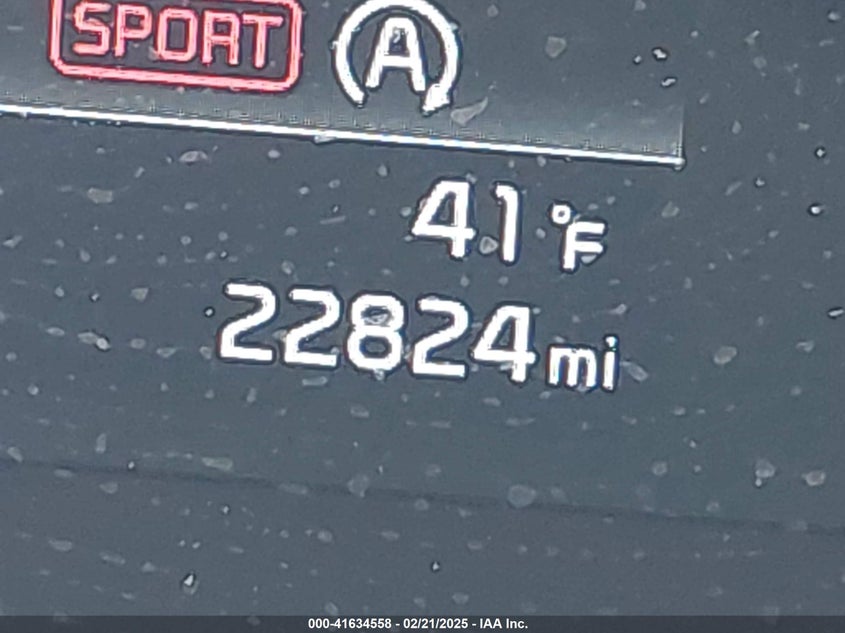 SPORT A
41 °F
22824 mi
000-41634558 - 02/21/2025 - IAA Inc.